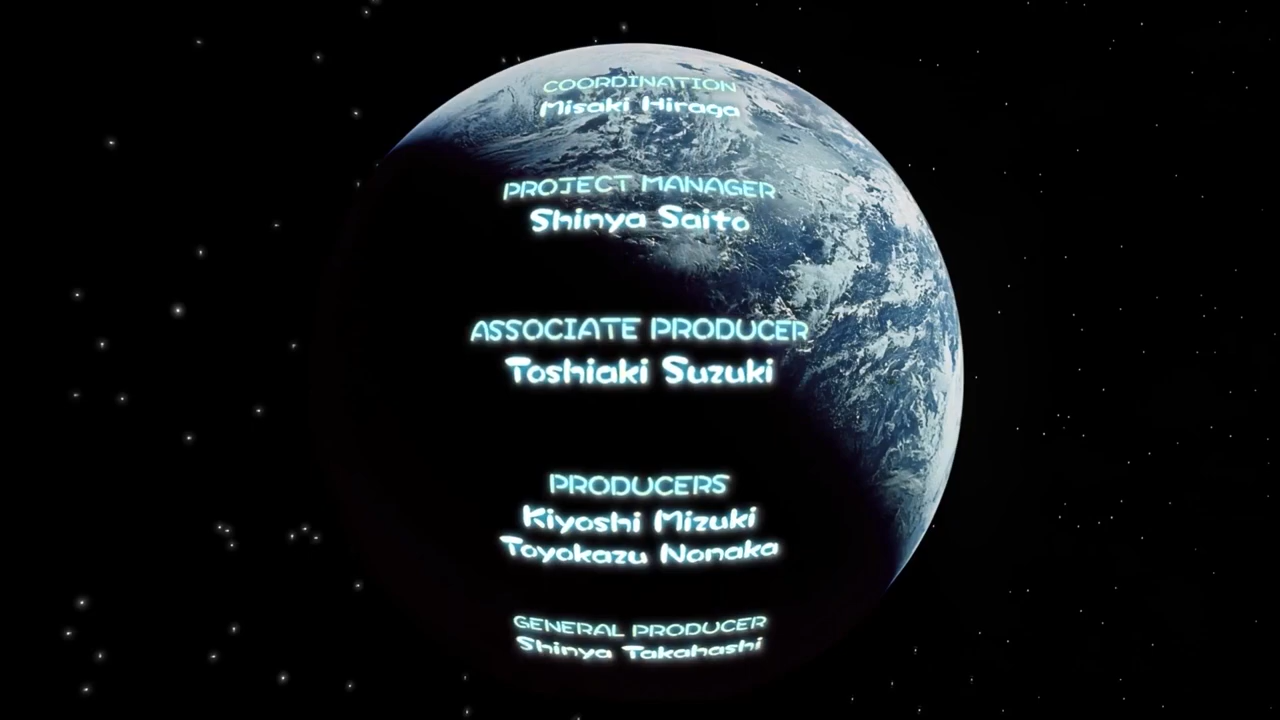 COORDINATION
Misaki Hiraga
PROJECT MANAGER
Shinya Saito
ASSOCIATE PRODUCER
Toshiaki Suzuki
PRODUCERS
Kiyoshi Mizuki
Toyokazu Nonaka
GENERAL PRODUCER
Shinya Takahashi